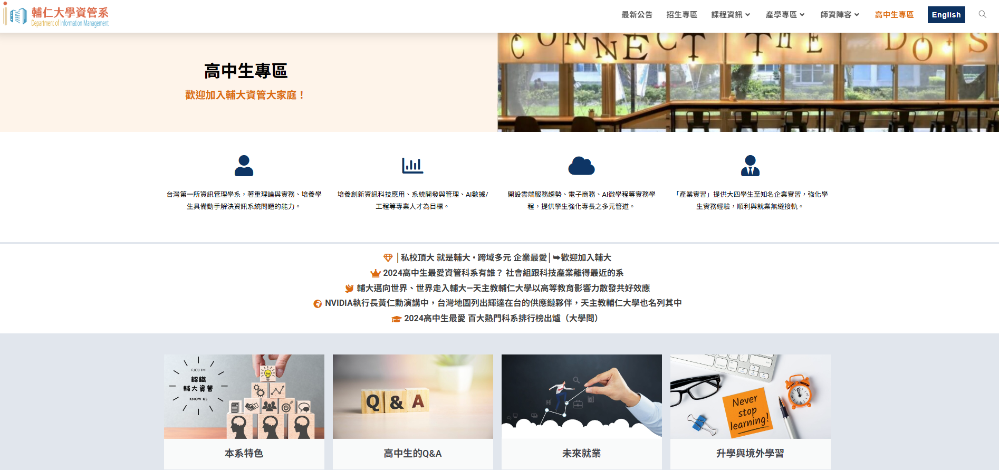 輔仁大學資管系
Department of Information Management
最新公告 招生專區 課程資訊 產學專區 師資陣容 高中生專區 English
CONNECT THE DO'S
高中生專區
歡迎加入輔大資管大家庭！
台灣第一所資訊管理學系，著重理論與實務、培養學
生具備動手解決資訊系統問題的能力。
培養創新資訊科技應用、系統開發與管理、AI數據/
工程等專業人才為目標。
開設雲端服務趨勢、電子商務、AI微學程等實務學
程，提供學生強化專長之多元管道。
「產業實習」提供大四學生至知名企業實習，強化學
生實務經驗，順利與就業無縫接軌。
│私校頂大 就是輔大 • 跨域多元 企業最愛│➥歡迎加入輔大
2024高中生最愛資管科系有誰？ 社會組跟科技產業離得最近的系
輔大邁向世界、世界走入輔大—天主教輔仁大學以高等教育影響力散發共好效應
NVIDIA執行長黃仁勳演講中，台灣地圖列出輝達在台的供應鏈夥伴，天主教輔仁大學也名列其中
2024高中生最愛 百大熱門科系排行榜出爐（大學問）
FJCU IM
認識
輔大資管
KNOW US
Q & A
Never
stop
learning!
本系特色
高中生的Q&A
未來就業
升學與境外學習